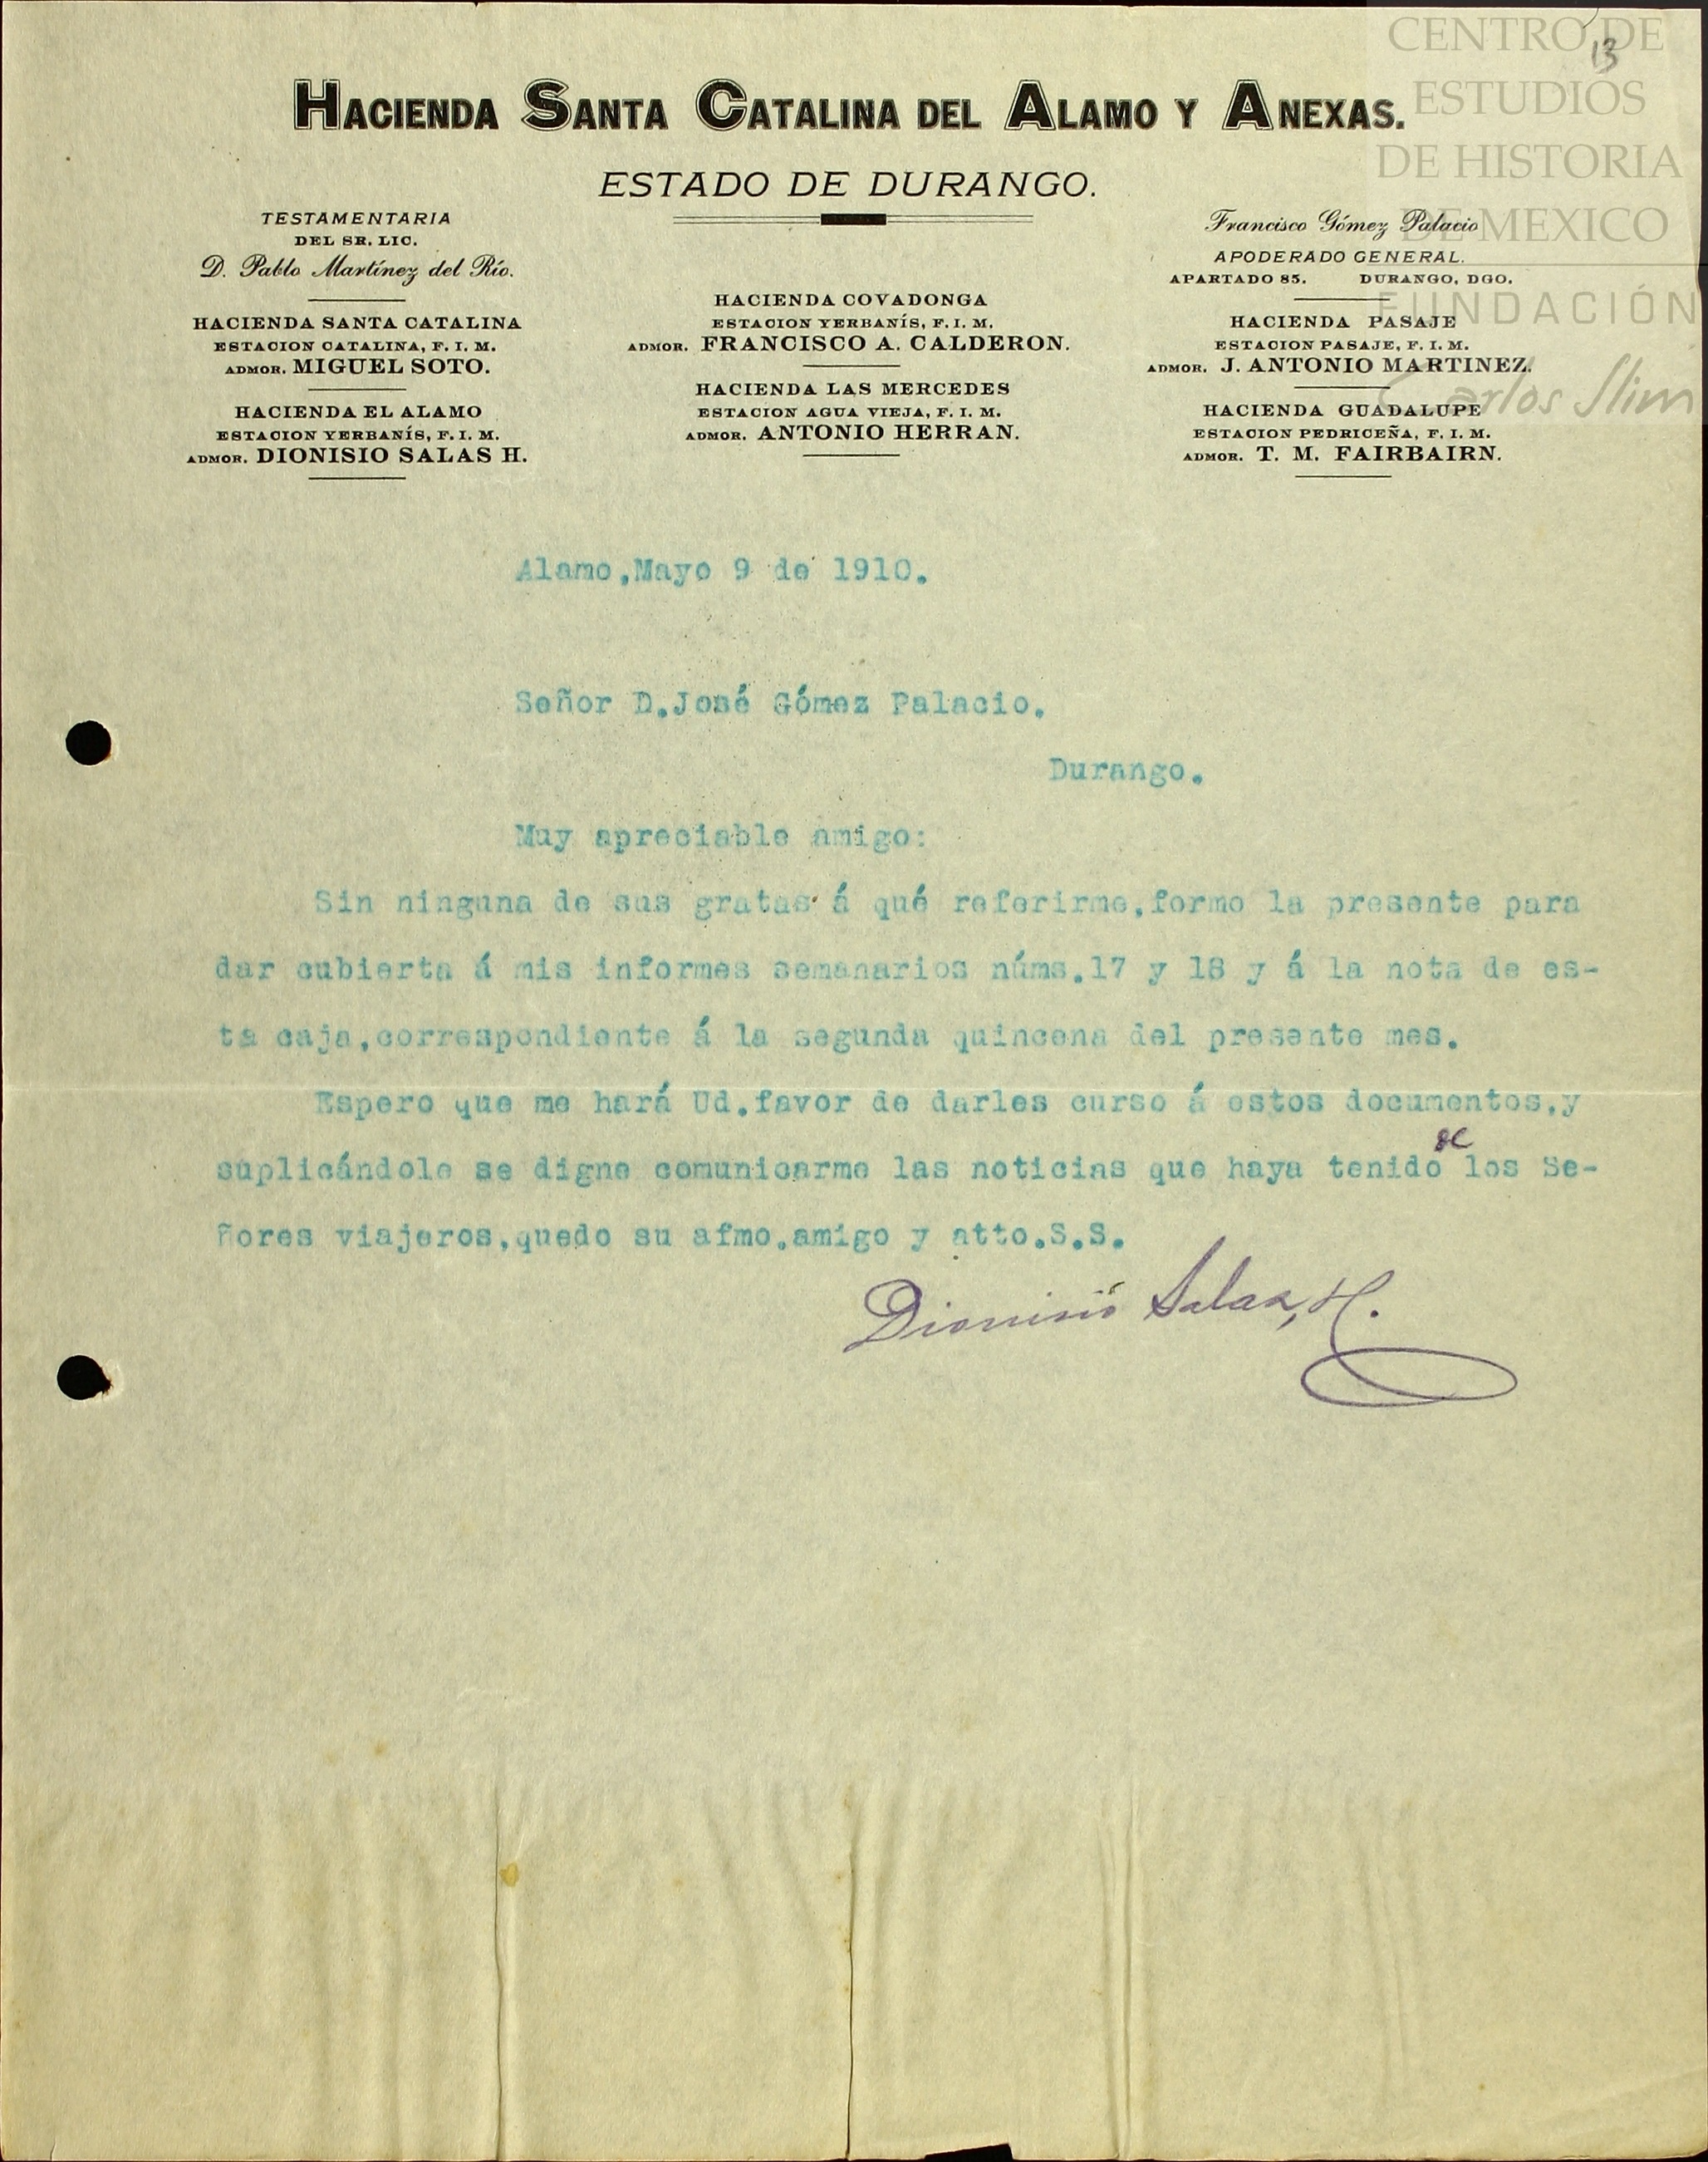 13
HACIENDA SANTA CATALINA DEL ALAMO Y ANEXAS.
ESTADO DE DURANGO.
TESTAMENTARIA
DEL SR. LIC.
D. Pablo Martínez del Río.
HACIENDA SANTA CATALINA
ESTACION CATALINA, F. I. M.
ADMOR. MIGUEL SOTO.
HACIENDA EL ALAMO
ESTACION YERBANÍS, F. I. M.
ADMOR. DIONISIO SALAS H.
HACIENDA COVADONGA
ESTACION YERBANÍS, F. I. M.
ADMOR. FRANCISCO A. CALDERON.
HACIENDA LAS MERCEDES
ESTACION AGUA VIEJA, F. I. M.
ADMOR. ANTONIO HERRAN.
Francisco Gómez Palacio
APODERADO GENERAL.
APARTADO 85. DURANGO, DGO.
HACIENDA PASAJE
ESTACION PASAJE, F. I. M.
ADMOR. J. ANTONIO MARTINEZ.
HACIENDA GUADALUPE
ESTACION PEDRICEÑA, F. I. M.
ADMOR. T. M. FAIRBAIRN.
CENTRO DE
ESTUDIOS
DE HISTORIA
DE MEXICO
FUNDACIÓN
Carlos Slim
Alamo,Mayo 9 de 1910.
Señor D.José Gómez Palacio.
Durango.
Muy apreciable amigo:
Sin ninguna de sus gratas á qué referirme,formo la presente para
dar cubierta á mis informes semanarios núms.17 y 18 y á la nota de es-
ta caja,correspondiente á la segunda quincena del presente mes.
Espero que me hará Ud.favor de darles curso á estos documentos,y
de
suplicándole se digne comunicarme las noticias que haya tenido los Se-
ñores viajeros,quedo su afmo.amigo y atto.S.S.
Dionisio Salas, H.